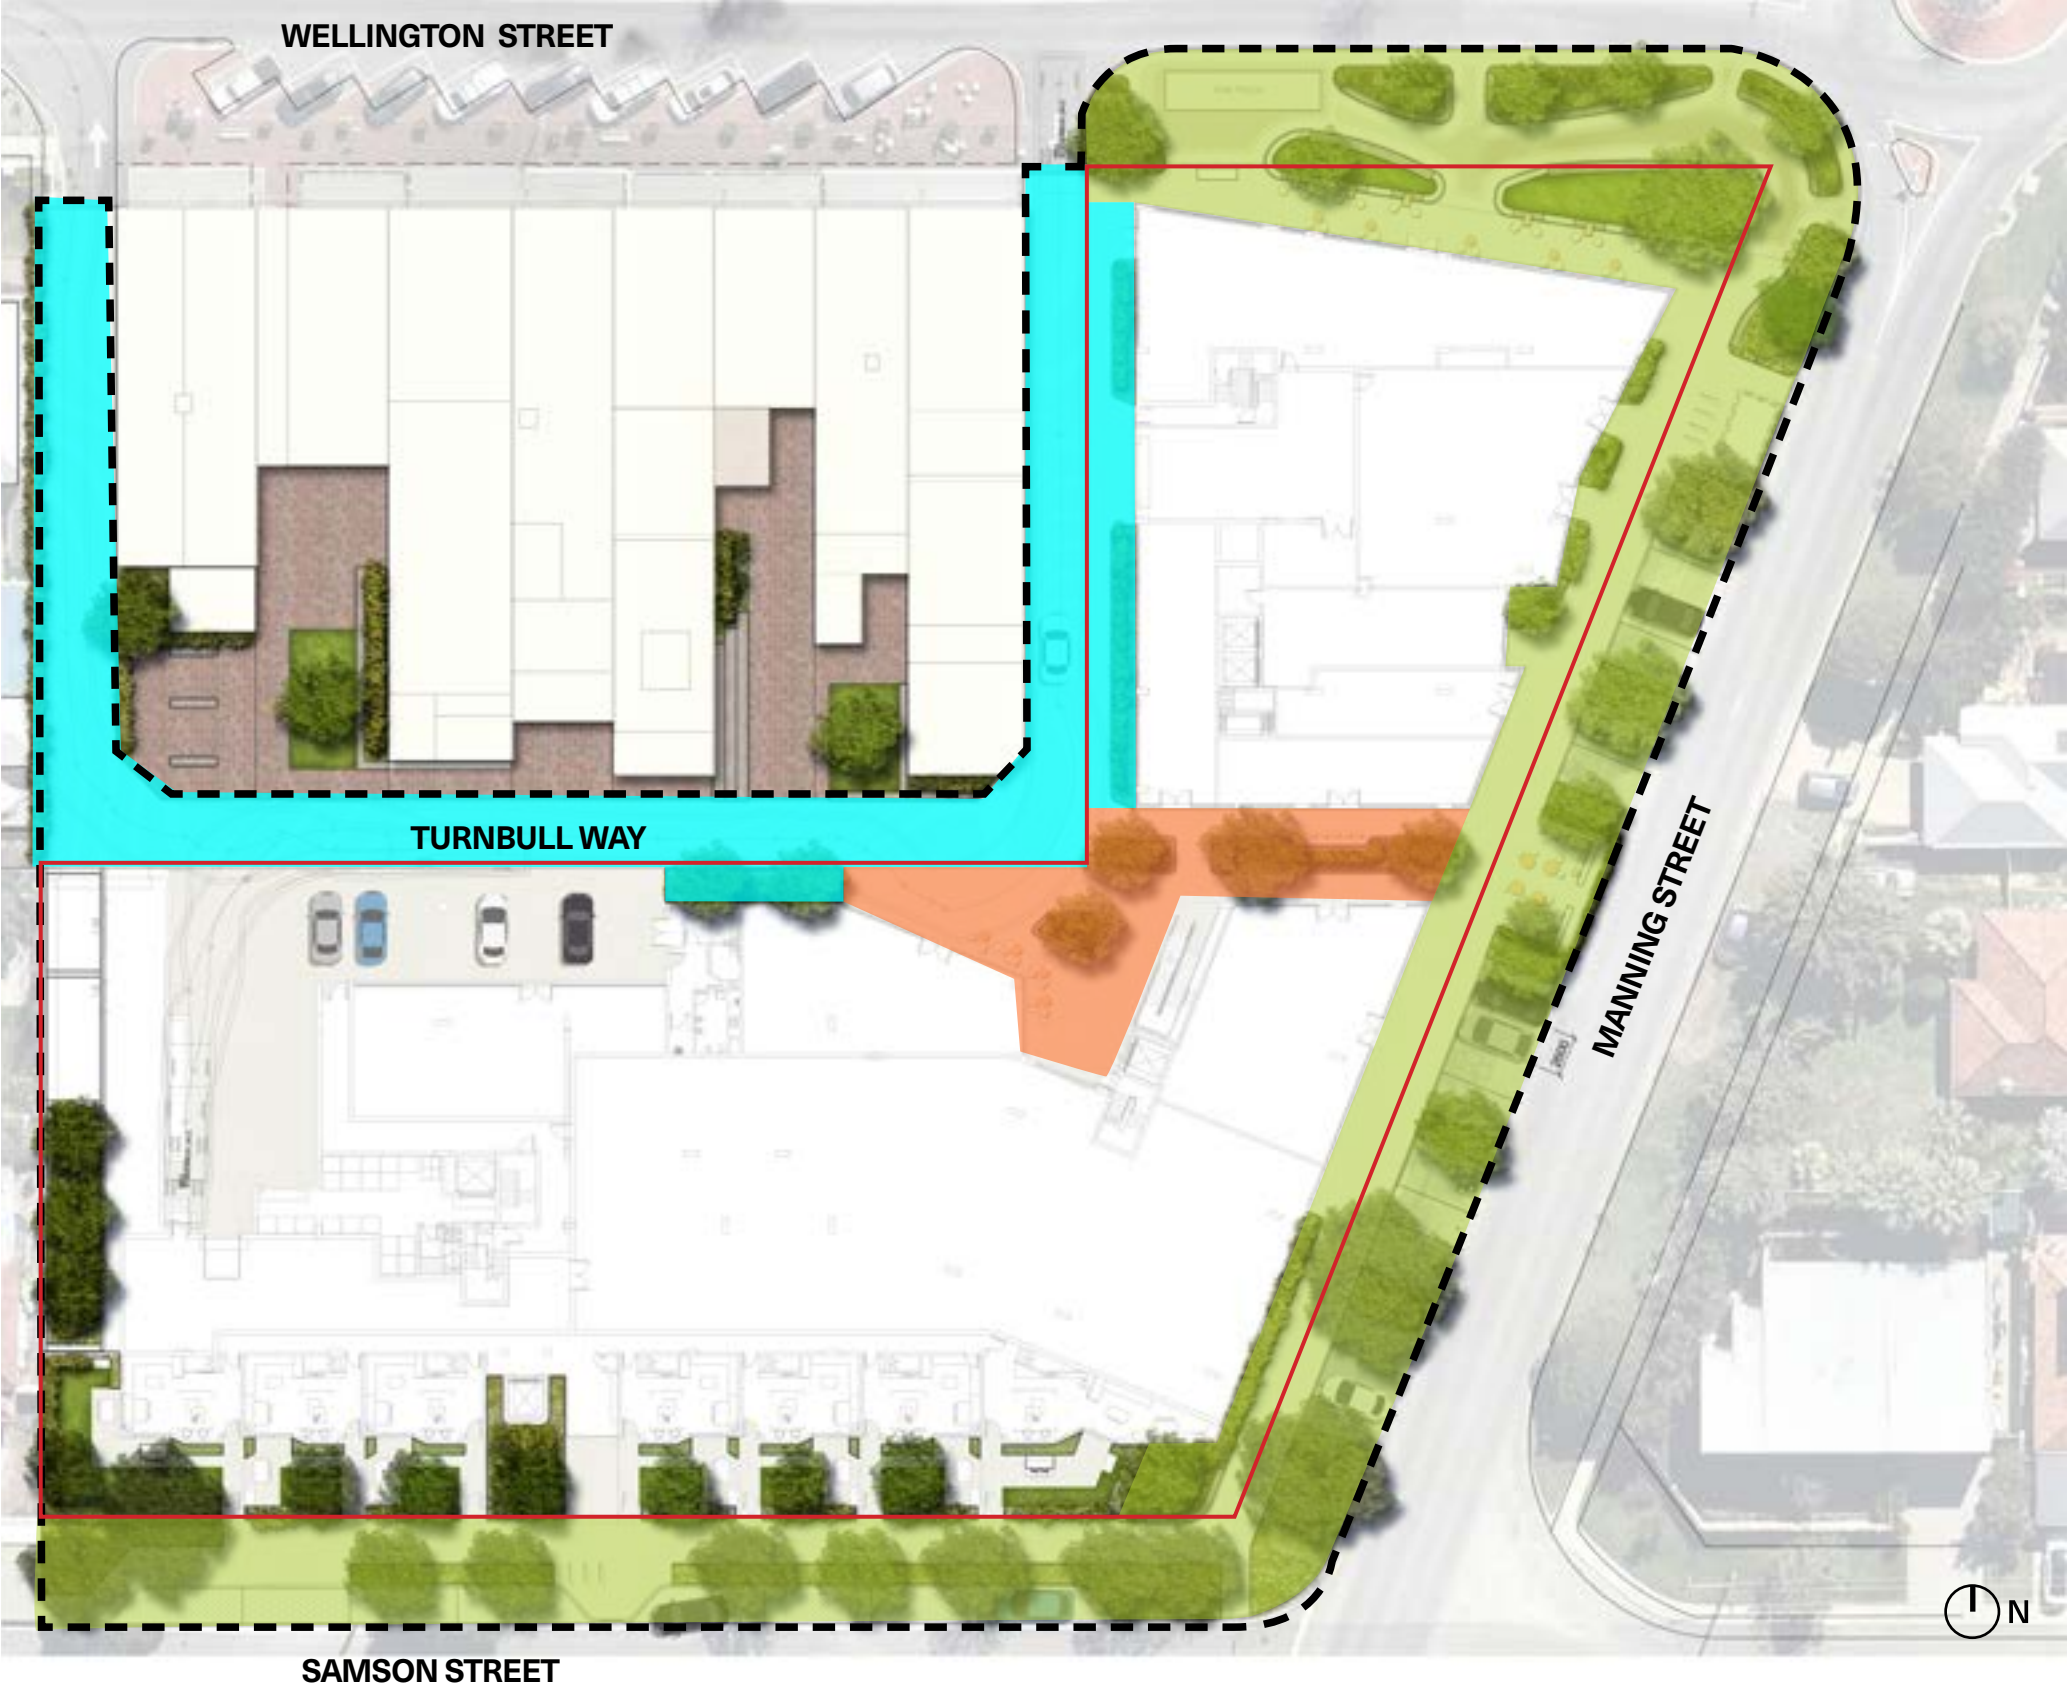 WELLINGTON STREET
TURNBULL WAY
MANNING STREET
SAMSON STREET
N